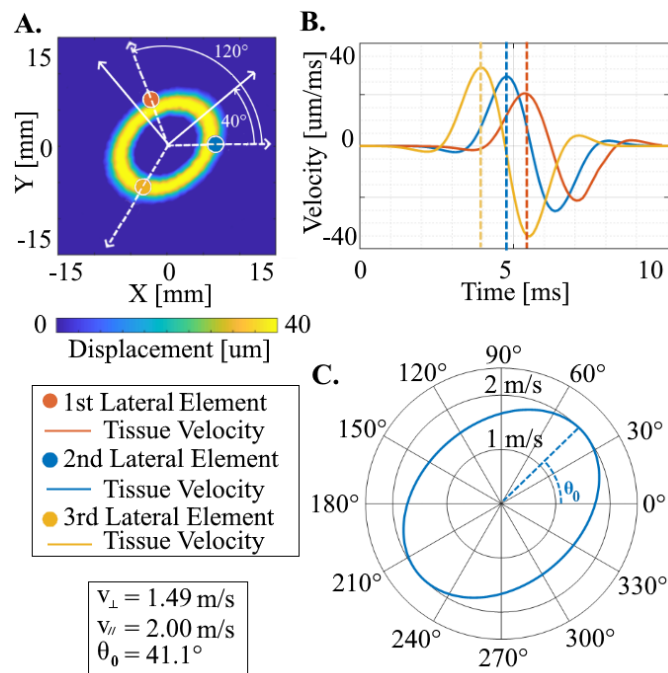 A.
15
0
-15
Y [mm]
-15
0
15
X [mm]
120°
40°
0
40
Displacement [um]
B.
40
0
-40
Velocity [um/ms]
0
5
10
Time [ms]
1st Lateral Element
Tissue Velocity
2nd Lateral Element
Tissue Velocity
3rd Lateral Element
Tissue Velocity
v⊥ = 1.49 m/s
v// = 2.00 m/s
θ0 = 41.1°
C.
90°
120°
60°
2 m/s
150°
1 m/s
30°
θ0
180°
0°
210°
330°
240°
300°
270°